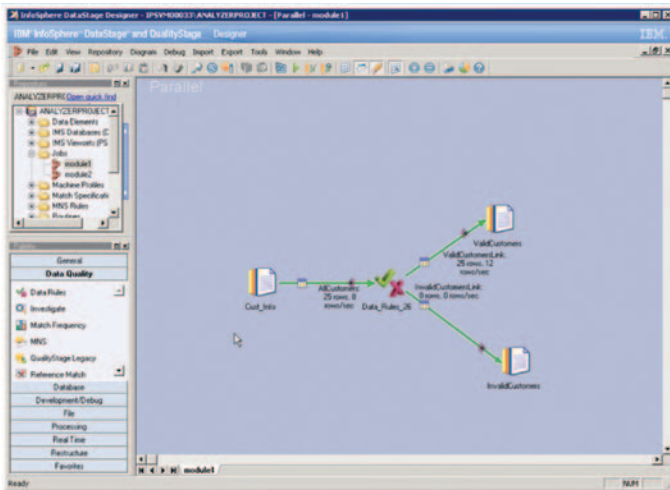 InfoSphere DataStage Designer - IPSVM00033\ANALYZERPROJECT - [Parallel - module1]
IBM InfoSphere DataStage and QualityStage Designer
IBM
File Edit View Repository Diagram Debug Import Export Tools Window Help
Parallel
ANALYZERPR Open quick find
ANALYZERPROJECT
Data Elements
IMS Databases (D
IMS Viewsets (PS
Jobs
module1
module2
Machine Profiles
Match Specificati
MNS Rules
Routines
General
Data Quality
Data Rules
Investigate
Match Frequency
MNS
QualityStage Legacy
Reference Match
Database
Development/Debug
File
Processing
Real Time
Restructure
Favorites
Cust_Info
AllCustomers:
25 rows, 8
rows/sec
Data_Rules_26
ValidCustomers
ValidCustomersLink:
25 rows, 12
rows/sec
InvalidCustomersLink:
0 rows, 0 rows/sec
InvalidCustomers
module1
Ready
NUM